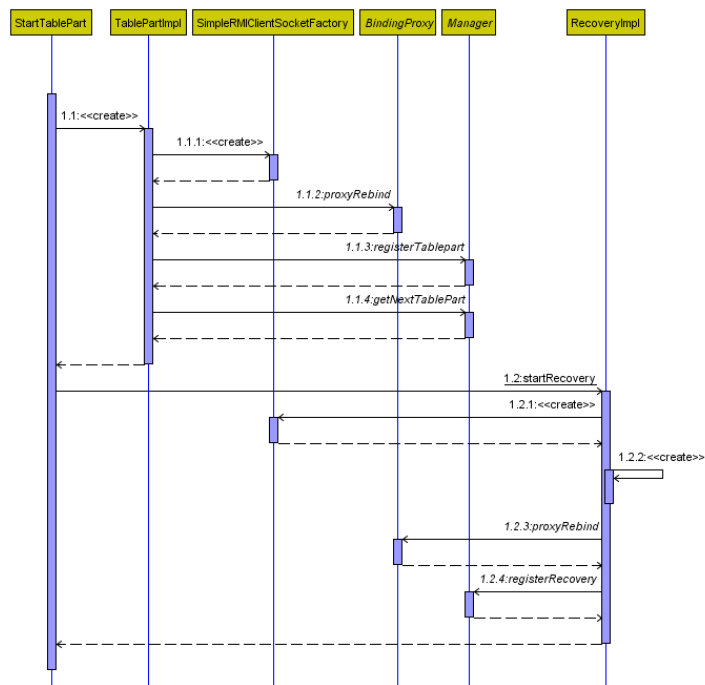 StartTablePart
TablePartImpl
SimpleRMIClientSocketFactory
BindingProxy
Manager
RecoveryImpl
1.1:<<create>>
1.1.1:<<create>>
1.1.2:proxyRebind
1.1.3:registerTablepart
1.1.4:getNextTablePart
1.2:startRecovery
1.2.1:<<create>>
1.2.2:<<create>>
1.2.3:proxyRebind
1.2.4:registerRecovery